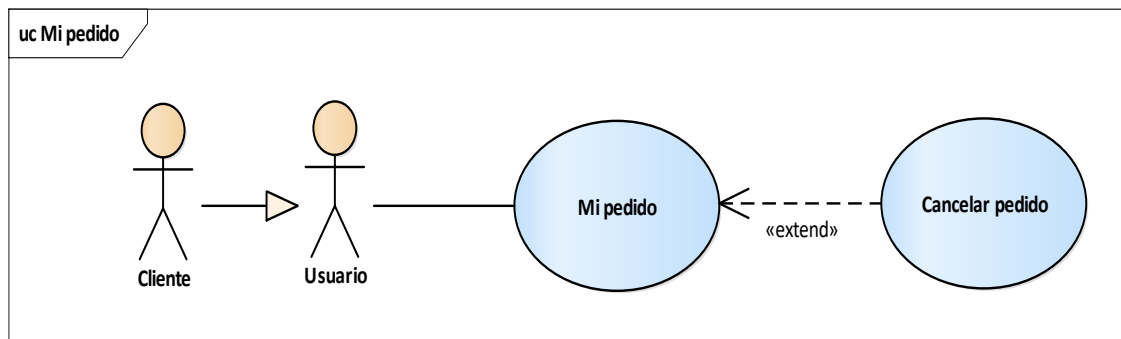 uc Mi pedido
Cliente
Usuario
Mi pedido
«extend»
Cancelar pedido